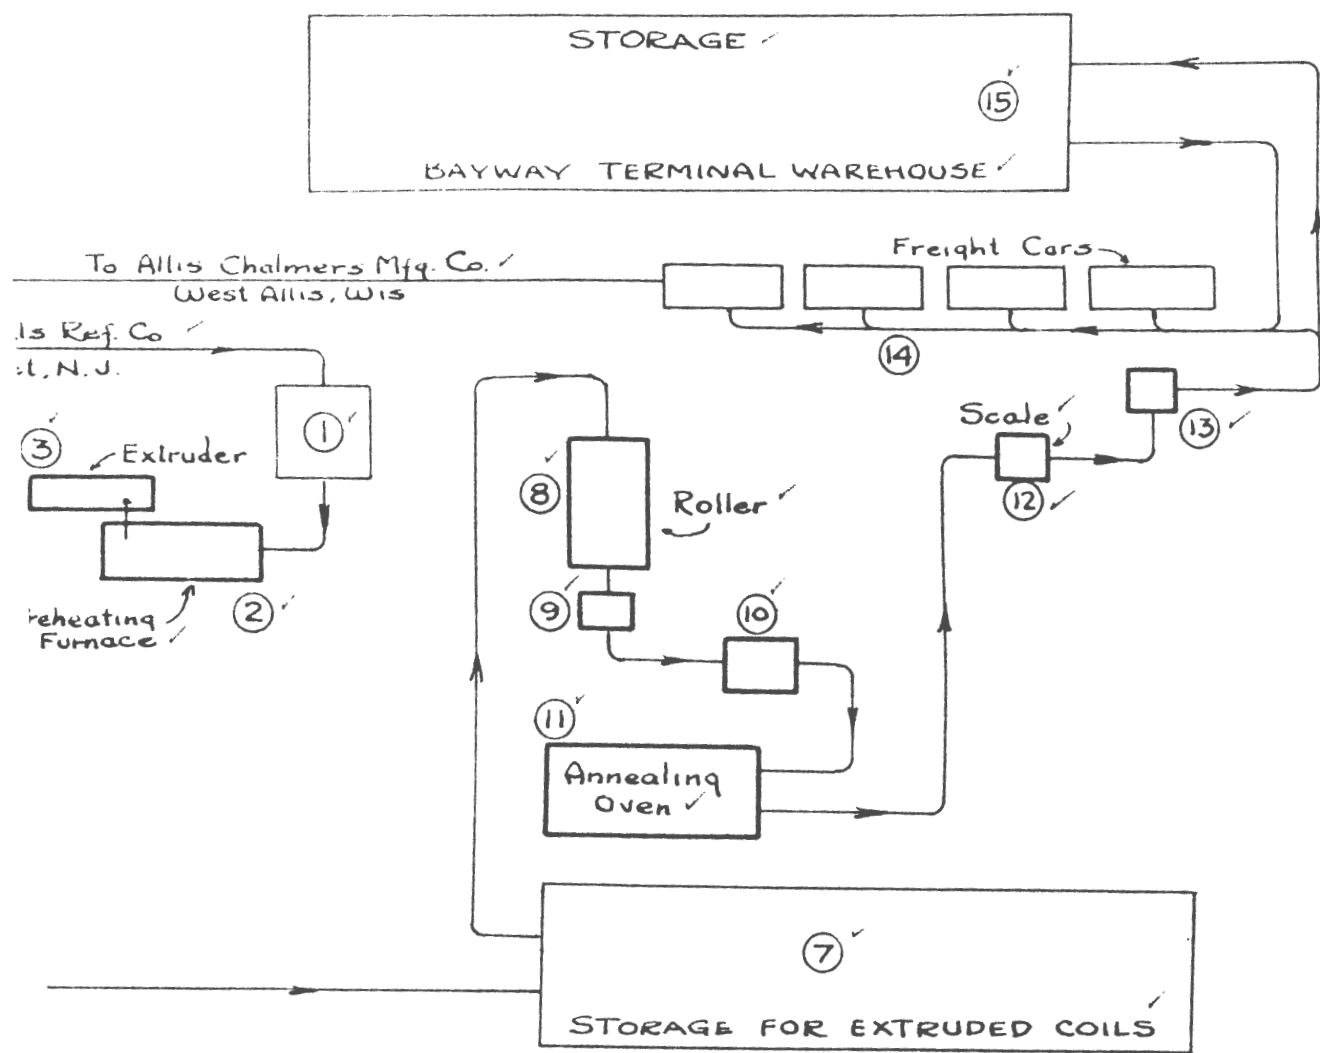 STORAGE
15
BAYWAY TERMINAL WAREHOUSE
Freight Cars
To Allis Chalmers Mfg. Co.
West Allis, Wis
Ref. Co
N.J.
14
1
3
Extruder
Scale
13
8
Roller
12
2
9
10
Furnace
11
Annealing
Oven
7
STORAGE FOR EXTRUDED COILS